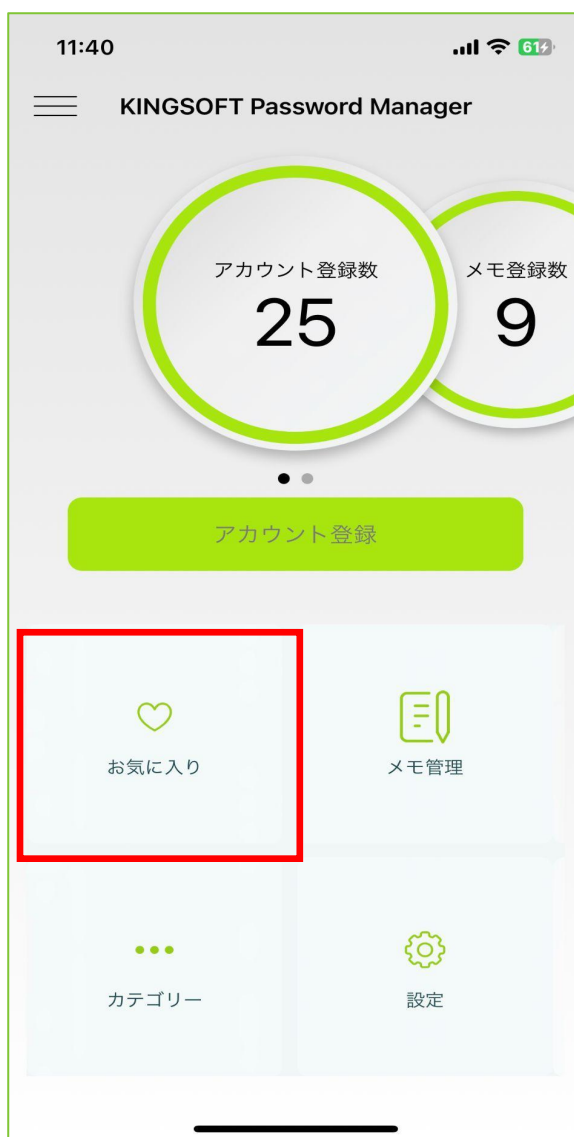 11:40
61
KINGSOFT Password Manager
アカウント登録数
25
メモ登録数
9
アカウント登録
お気に入り
メモ管理
カテゴリー
設定